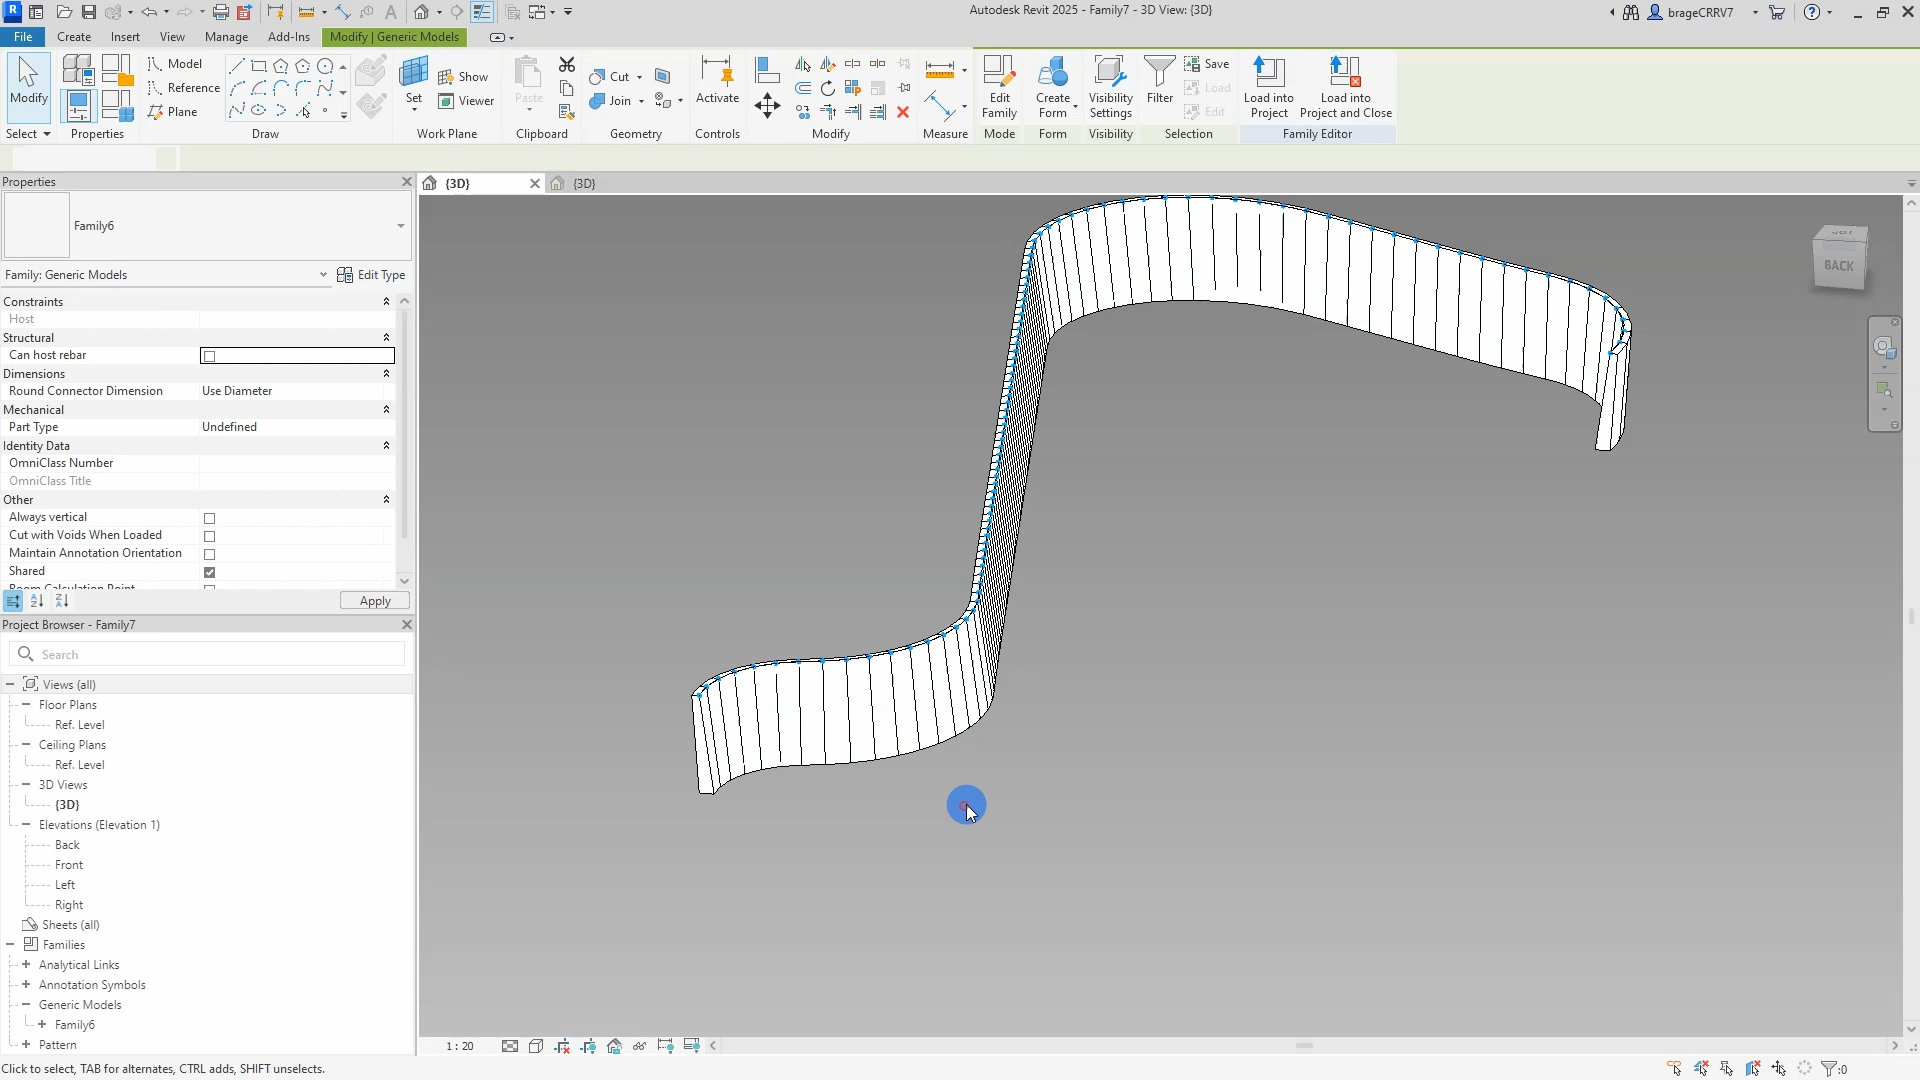 Autodesk Revit 2025 - Family7 - 3D View: {3D}
brageCRRV7
File Create Insert View Manage Add-Ins Modify | Generic Models
Modify
Select
Properties
Model
Reference
Plane
Draw
Set
Show
Viewer
Work Plane
Paste
Clipboard
Cut
Join
Geometry
Activate
Controls
Modify
Measure
Edit
Family
Mode
Create
Form
Form
Visibility
Settings
Visibility
Filter
Save
Load
Edit
Selection
Load into
Project
Load into
Project and Close
Family Editor
Properties
{3D}
{3D}
Family6
Family: Generic Models
Edit Type
Constraints
Host
Structural
Can host rebar
Dimensions
Round Connector Dimension Use Diameter
Mechanical
Part Type Undefined
Identity Data
OmniClass Number
OmniClass Title
Other
Always vertical
Cut with Voids When Loaded
Maintain Annotation Orientation
Shared
Room Calculation Point
Apply
Project Browser - Family7
Search
Views (all)
Floor Plans
Ref. Level
Ceiling Plans
Ref. Level
3D Views
{3D}
Elevations (Elevation 1)
Back
Front
Left
Right
Sheets (all)
Families
Analytical Links
Annotation Symbols
Generic Models
Family6
Pattern
BACK
1 : 20
Click to select, TAB for alternates, CTRL adds, SHIFT unselects.
:0